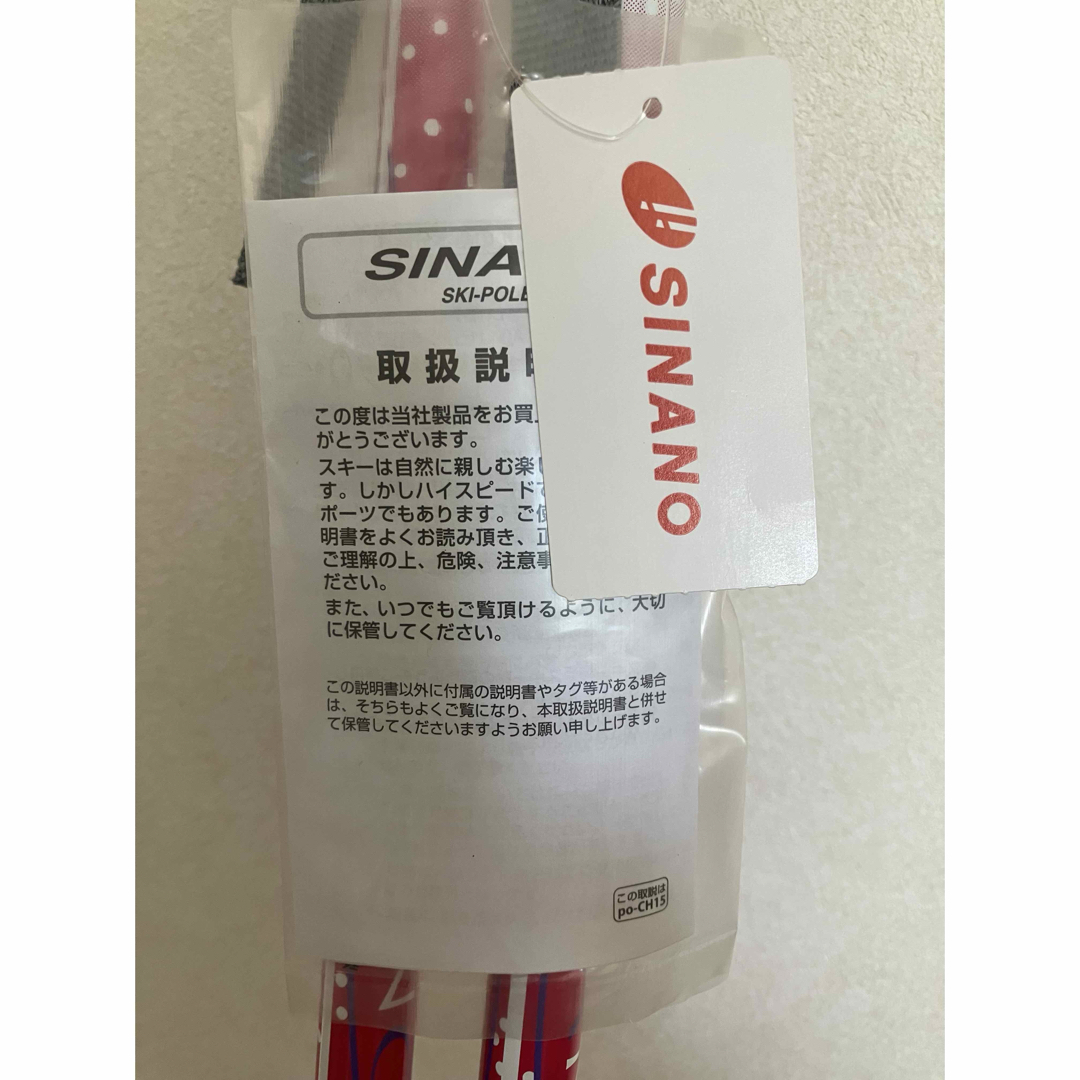 SINA
SKI-POLE
取扱説
この度は当社製品をお買
がとうございます。
スキーは自然に親しむ楽
す。しかしハイスピードで
ポーツでもあります。ご使
明書をよくお読み頂き、正
ご理解の上、危険、注意事
ださい。
また、いつでもご覧頂けるように、大切
に保管してください。
この説明書以外に付属の説明書やタグ等がある場合
は、そちらもよくご覧になり、本取扱説明書と併せ
て保管してくださいますようお願い申し上げます。
この取説は
po-CH15
SINANO